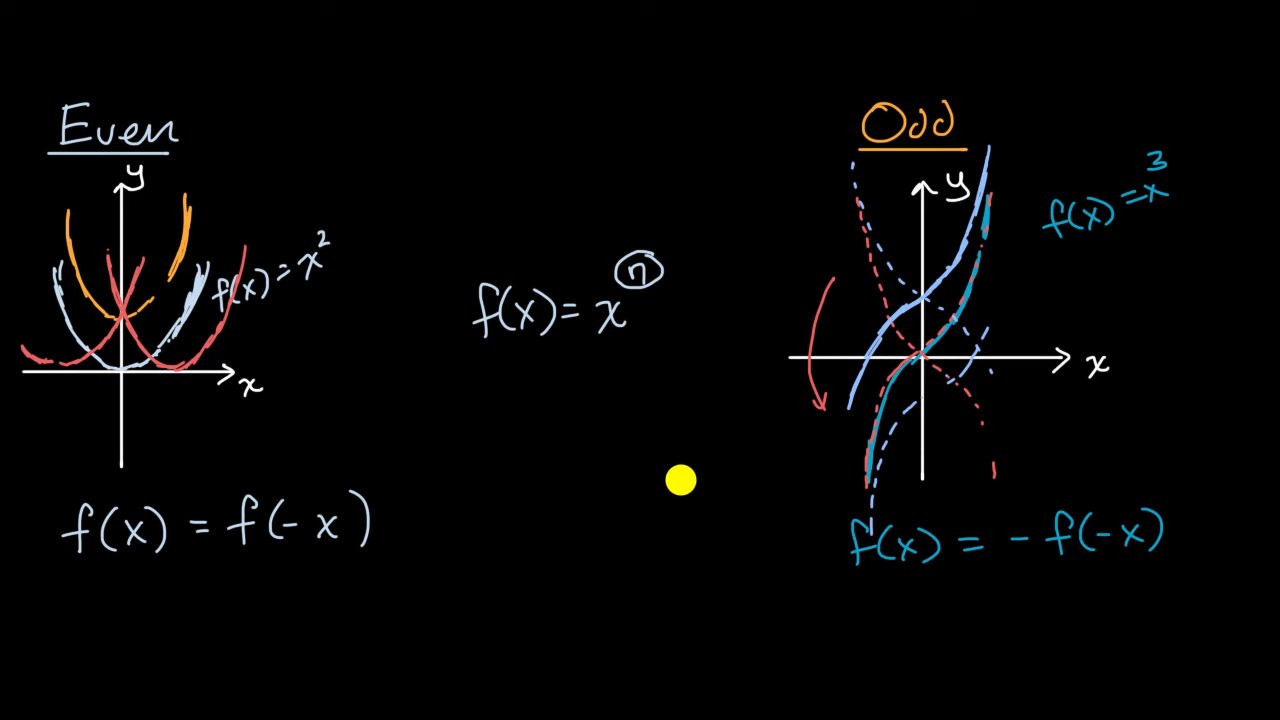 Even
Odd
y
f(x) = x²
x
f(x) = xⁿ
y
f(x) = x³
x
f(x) = f(-x)
f(x) = - f(-x)